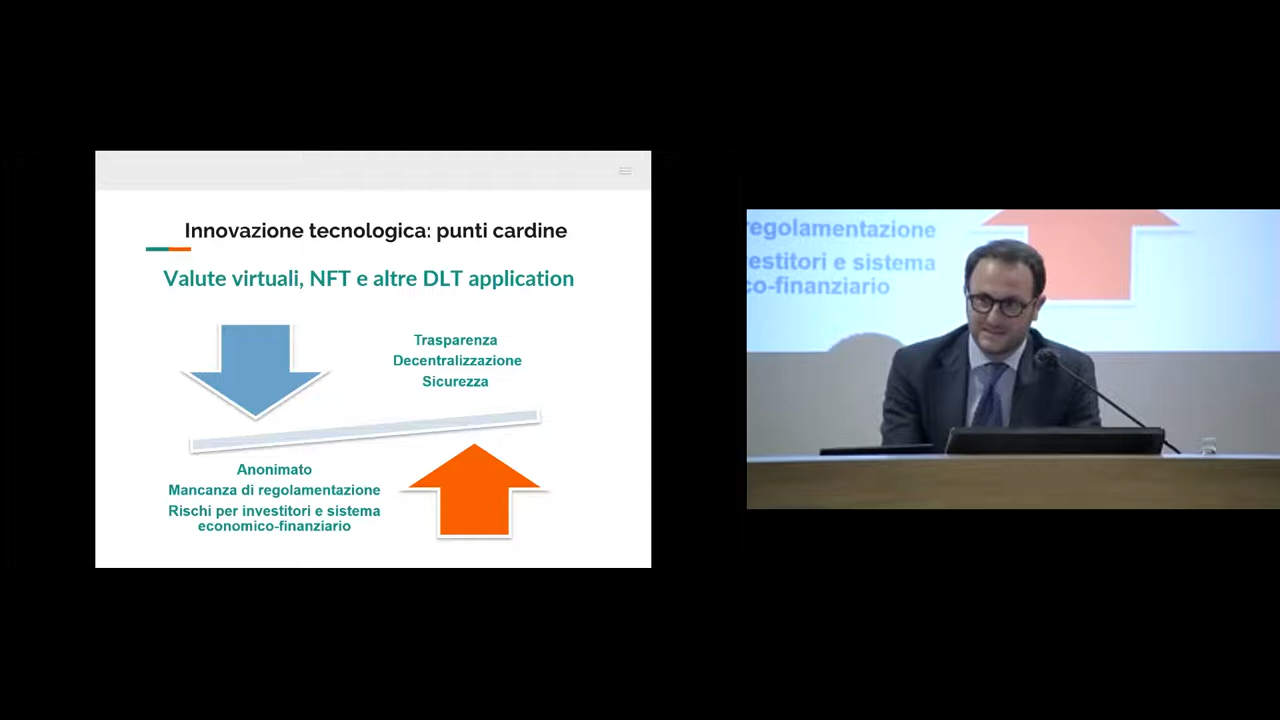 Innovazione tecnologica: punti cardine
Valute virtuali, NFT e altre DLT application
Trasparenza
Decentralizzazione
Sicurezza
Anonimato
Mancanza di regolamentazione
Rischi per investitori e sistema
economico-finanziario
regolamentazione
estitori e sistema
co-finanziario